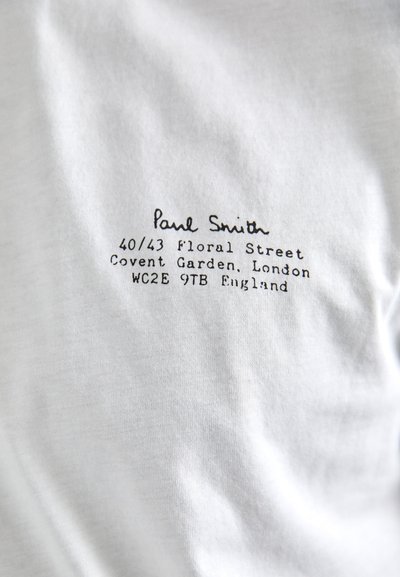 Paul Smith
40/43 Floral Street
Covent Garden, London
WC2E 9TB England